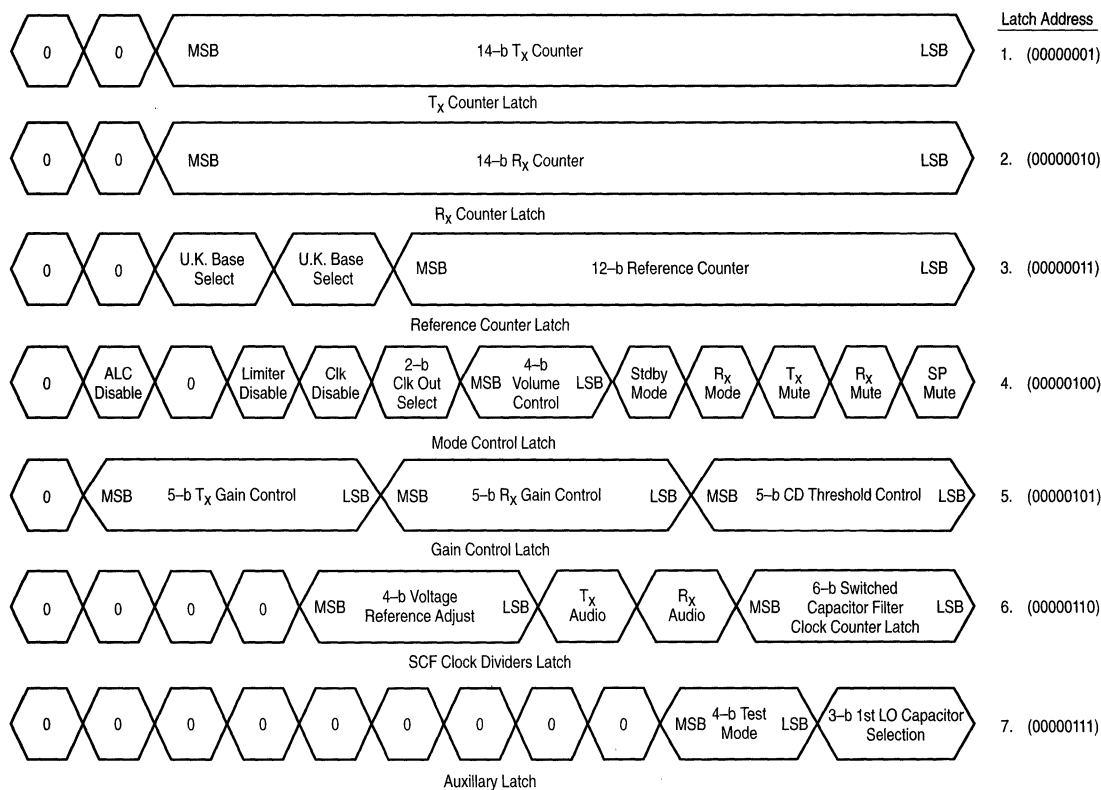 Latch Address
0 0 MSB 14–b TX Counter LSB 1. (00000001)
TX Counter Latch
0 0 MSB 14–b RX Counter LSB 2. (00000010)
RX Counter Latch
0 0 U.K. Base Select U.K. Base Select MSB 12–b Reference Counter LSB 3. (00000011)
Reference Counter Latch
0 ALC Disable 0 Limiter Disable Clk Disable 2–b Clk Out Select MSB 4–b Volume Control LSB Stdby Mode RX Mode TX Mute RX Mute SP Mute 4. (00000100)
Mode Control Latch
0 MSB 5–b TX Gain Control LSB MSB 5–b RX Gain Control LSB MSB 5–b CD Threshold Control LSB 5. (00000101)
Gain Control Latch
0 0 0 0 MSB 4–b Voltage Reference Adjust LSB TX Audio RX Audio MSB 6–b Switched Capacitor Filter Clock Counter Latch LSB 6. (00000110)
SCF Clock Dividers Latch
0 0 0 0 0 0 0 0 0 MSB 4–b Test Mode LSB 3–b 1st LO Capacitor Selection 7. (00000111)
Auxillary Latch